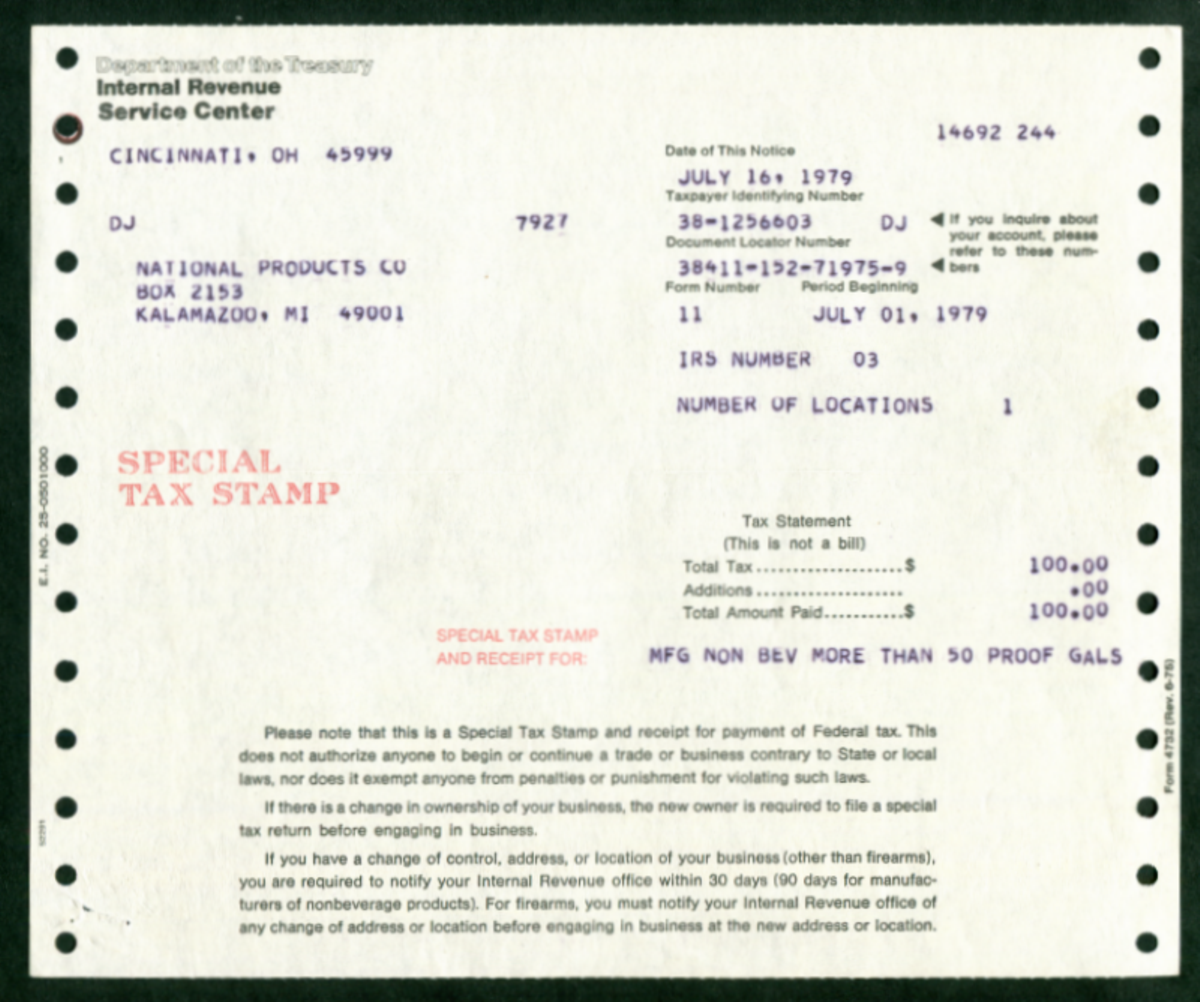 Department of the Treasury
Internal Revenue
Service Center
14692 244
CINCINNATI, OH 45999
Date of This Notice
JULY 16, 1979
Taxpayer Identifying Number
DJ 7927
38-1256603 DJ
◀ If you inquire about
your account, please
refer to these num-
◀ bers
Document Locator Number
38411-152-71975-9
NATIONAL PRODUCTS CO
BOX 2153
KALAMAZOO, MI 49001
Form Number Period Beginning
11 JULY 01, 1979
IRS NUMBER 03
NUMBER OF LOCATIONS 1
SPECIAL
TAX STAMP
E.I. NO. 25-0501000
Tax Statement
(This is not a bill)
Total Tax....................$ 100.00
Additions.................... .00
Total Amount Paid...........$ 100.00
SPECIAL TAX STAMP
AND RECEIPT FOR:
MFG NON BEV MORE THAN 50 PROOF GALS
Please note that this is a Special Tax Stamp and receipt for payment of Federal tax. This
does not authorize anyone to begin or continue a trade or business contrary to State or local
laws, nor does it exempt anyone from penalties or punishment for violating such laws.
If there is a change in ownership of your business, the new owner is required to file a special
tax return before engaging in business.
If you have a change of control, address, or location of your business (other than firearms),
you are required to notify your Internal Revenue office within 30 days (90 days for manufac-
turers of nonbeverage products). For firearms, you must notify your Internal Revenue office of
any change of address or location before engaging in business at the new address or location.
Form 4732 (Rev. 6-75)